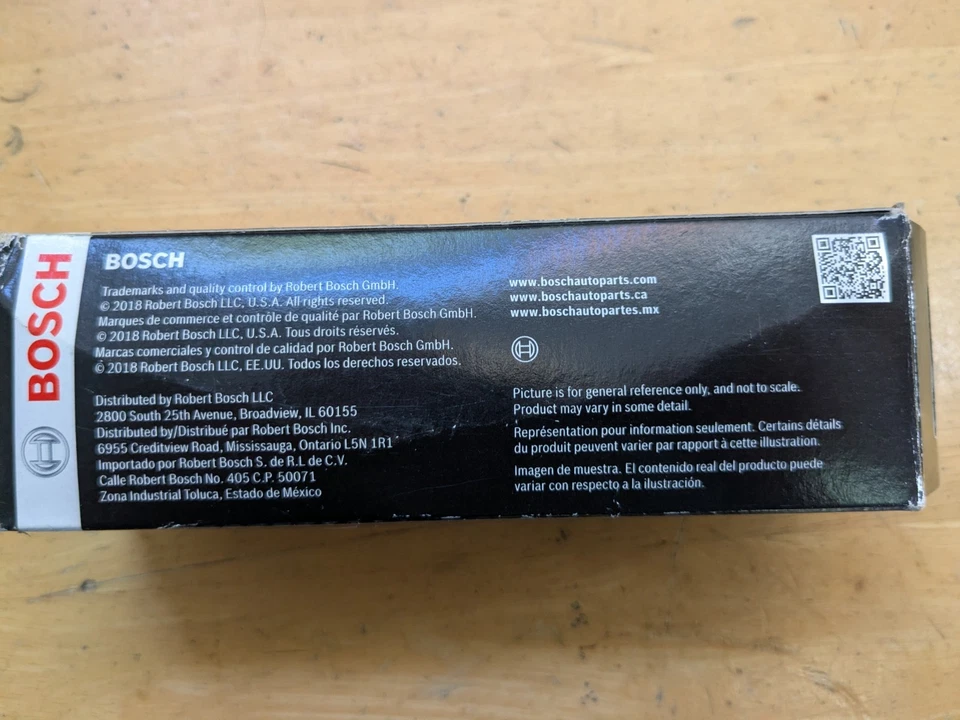 BOSCH
BOSCH
Trademarks and quality control by Robert Bosch GmbH.
© 2018 Robert Bosch LLC, U.S.A. All rights reserved.
Marques de commerce et contrôle de qualité par Robert Bosch GmbH.
© 2018 Robert Bosch LLC, U.S.A. Tous droits réservés.
Marcas comerciales y control de calidad por Robert Bosch GmbH.
© 2018 Robert Bosch LLC, EE.UU. Todos los derechos reservados.
Distributed by Robert Bosch LLC
2800 South 25th Avenue, Broadview, IL 60155
Distributed by/Distribué par Robert Bosch Inc.
6955 Creditview Road, Mississauga, Ontario L5N 1R1
Importado por Robert Bosch S. de R.L de C.V.
Calle Robert Bosch No. 405 C.P. 50071
Zona Industrial Toluca, Estado de México
www.boschautoparts.com
www.boschautoparts.ca
www.boschautopartes.mx
Picture is for general reference only, and not to scale.
Product may vary in some detail.
Représentation pour information seulement. Certains détails
du produit peuvent varier par rapport à cette illustration.
Imagen de muestra. El contenido real del producto puede
variar con respecto a la ilustración.